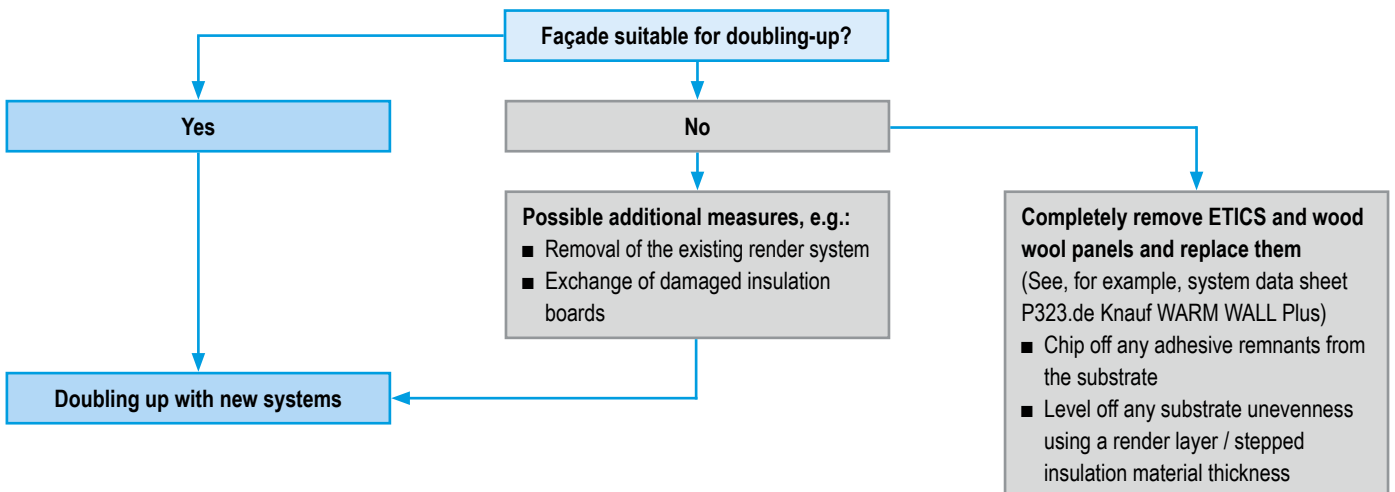 Façade suitable for doubling-up?
Yes
No
Possible additional measures, e.g.:
■ Removal of the existing render system
■ Exchange of damaged insulation
boards
Completely remove ETICS and wood
wool panels and replace them
(See, for example, system data sheet
P323.de Knauf WARM WALL Plus)
■ Chip off any adhesive remnants from
the substrate
■ Level off any substrate unevenness
using a render layer / stepped
insulation material thickness
Doubling up with new systems